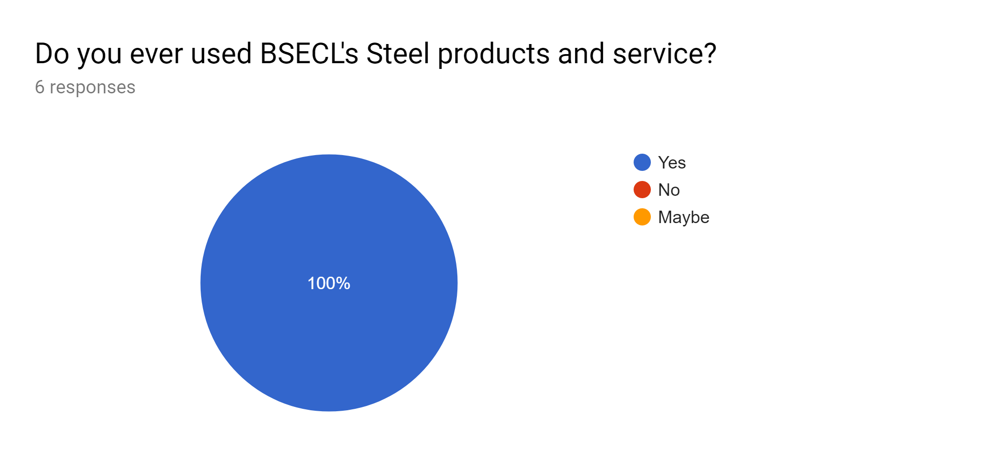 Do you ever used BSECL's Steel products and service?
6 responses
Yes
No
Maybe
100%